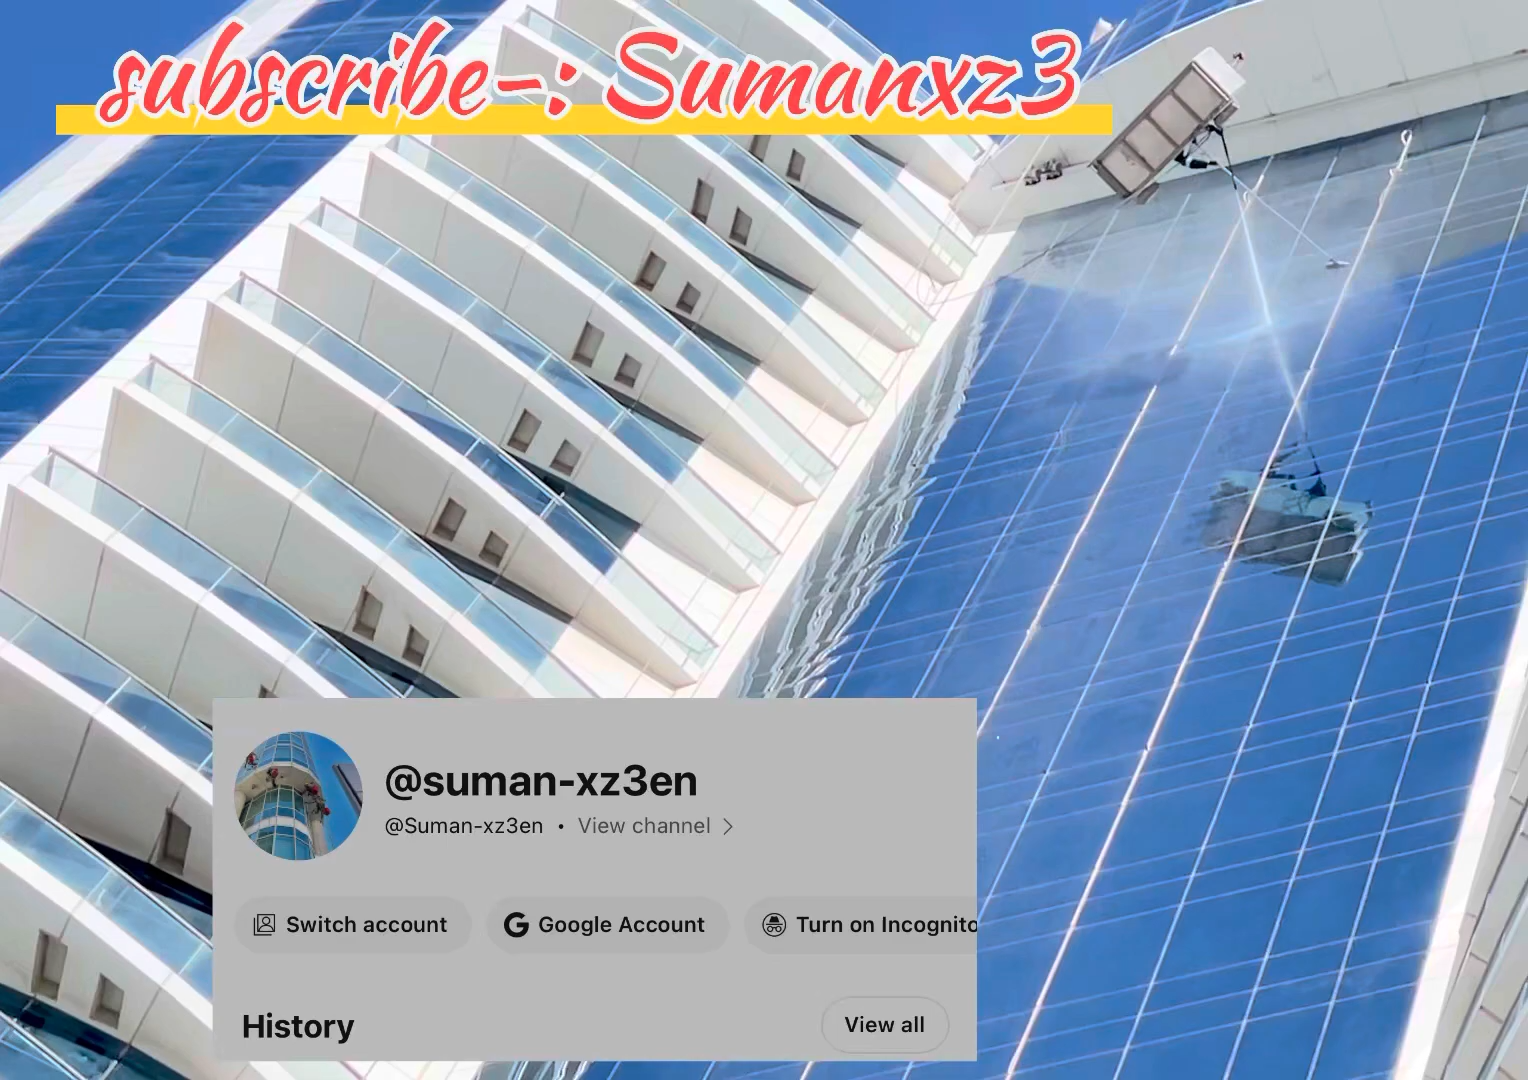 subscribe-: Sumanxz3
@suman-xz3en
@Suman-xz3en • View channel
Switch account
Google Account
Turn on Incognito
History
View all